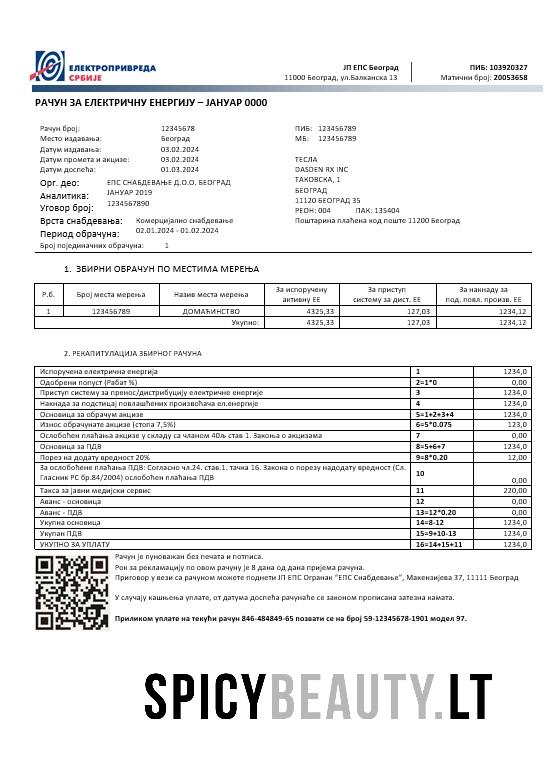 ЕЛЕКТРОПРИВРЕДА
СРБИЈЕ
ЈП ЕПС Београд
11000 Београд, ул.Балканска 13
ПИБ: 103920327
Матични број: 20053658
РАЧУН ЗА ЕЛЕКТРИЧНУ ЕНЕРГИЈУ – ЈАНУАР 0000
Рачун број: 12345678
Место издавања: Београд
Датум издавања: 03.02.2024
Датум промета и акцизе: 03.02.2024
Датум доспећа: 01.03.2024
Орг. део: ЕПС СНАБДЕВАЊЕ Д.О.О. БЕОГРАД
Аналитика: ЈАНУАР 2019
Уговор број: 1234567890
Врста снабдевања: Комерцијално снабдевање
Период обрачуна: 02.01.2024 - 01.02.2024
Број појединачних обрачуна: 1
ПИБ: 123456789
МБ: 123456789
ТЕСЛА
DASDEN RX INC
ТАКОВСКА, 1
БЕОГРАД
11120 БЕОГРАД 35
РЕОН: 004 ПАК: 135404
Поштарина плаћена код поште 11200 Београд
1. ЗБИРНИ ОБРАЧУН ПО МЕСТИМА МЕРЕЊА
Р.б. Број места мерења Назив места мерења За испоручену активну ЕЕ За приступ систему за дист. ЕЕ За накнаду за под. повл. произв. ЕЕ
1 123456789 ДОМАЋИНСТВО 4325,33 127,03 1234,12
Укупно: 4325,33 127,03 1234,12
2. РЕКАПИТУЛАЦИЈА ЗБИРНОГ РАЧУНА
Испоручена електрична енергија 1 1234,0
Одобрени попуст (Рабат %) 2=1*0 0,00
Приступ систему за пренос/дистрибуцију електричне енергије 3 1234,0
Накнада за подстицај повлашћених произвођача ел.енергије 4 1234,0
Основица за обрачум акцизе 5=1+2+3+4 1234,0
Износ обрачунате акцизе (стопа 7,5%) 6=5*0.075 123,0
Ослобођен плаћања акцизе у складу са чланом 40љ став 1. Закоња о акцизама 7 0,00
Основица за ПДВ 8=5+6+7 1234,0
Порез на додату вредност 20% 9=8*0.20 12,00
За ослобођене плаћања ПДВ: Согласно чл.24. став.1. тачка 16. Закона о порезу надодату вредност (Сл.
Гласник РС бр.84/2004) ослобођен плаћања ПДВ 10 0,00
Такса за јавни медијски сервис 11 220,00
Аванс - основица 12 0,00
Аванс - ПДВ 13=12*0.20 0,00
Укупна основица 14=8-12 1234,0
Укупан ПДВ 15=9+10-13 1234,0
УКУПНО ЗА УПЛАТУ 16=14+15+11 1234,0
Рачун је пуноважан без печата и потписа.
Рок за рекламацију по овом рачуну је 8 дана од дана пријема рачуна.
Приговор у вези са рачуном можете поднети ЈП ЕПС Огранак "ЕПС Снабдевање", Макензијева 37, 11111 Београд
У случају кашњења уплате, от датума доспећа рачунаће се законом прописана затезна камата.
Приликом уплате на текући рачун 846-484849-65 позвати се на број 59-12345678-1901 модел 97.
SPICYBEAUTY.LT